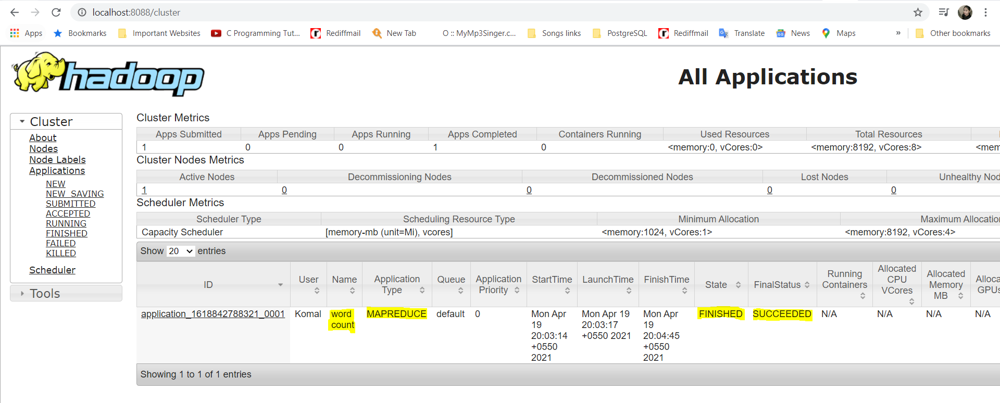 localhost:8088/cluster
Apps Bookmarks Important Websites C Programming Tut... Rediffmail New Tab O :: MyMp3Singer.c... Songs links PostgreSQL Rediffmail Translate News Maps » Other bookmarks
hadoop
All Applications
Cluster
About
Nodes
Node Labels
Applications
NEW
NEW_SAVING
SUBMITTED
ACCEPTED
RUNNING
FINISHED
FAILED
KILLED
Scheduler
Tools
Cluster Metrics
Apps Submitted Apps Pending Apps Running Apps Completed Containers Running Used Resources Total Resources
1 0 0 1 0 <memory:0, vCores:0> <memory:8192, vCores:8> <mem
Cluster Nodes Metrics
Active Nodes Decommissioning Nodes Decommissioned Nodes Lost Nodes Unhealthy Nod
1 0 0 0 0
Scheduler Metrics
Scheduler Type Scheduling Resource Type Minimum Allocation Maximum Allocation
Capacity Scheduler [memory-mb (unit=Mi), vcores] <memory:1024, vCores:1> <memory:8192, vCores:4>
Show 20 entries
ID User Name Application Type Queue Application Priority StartTime LaunchTime FinishTime State FinalStatus Running Containers Allocated CPU VCores Allocated Memory MB Alloca GPUs
application_1618842788321_0001 Komal word count MAPREDUCE default 0 Mon Apr 19 20:03:14 +0550 2021 Mon Apr 19 20:03:17 +0550 2021 Mon Apr 19 20:04:45 +0550 2021 FINISHED SUCCEEDED N/A N/A N/A N/A
Showing 1 to 1 of 1 entries